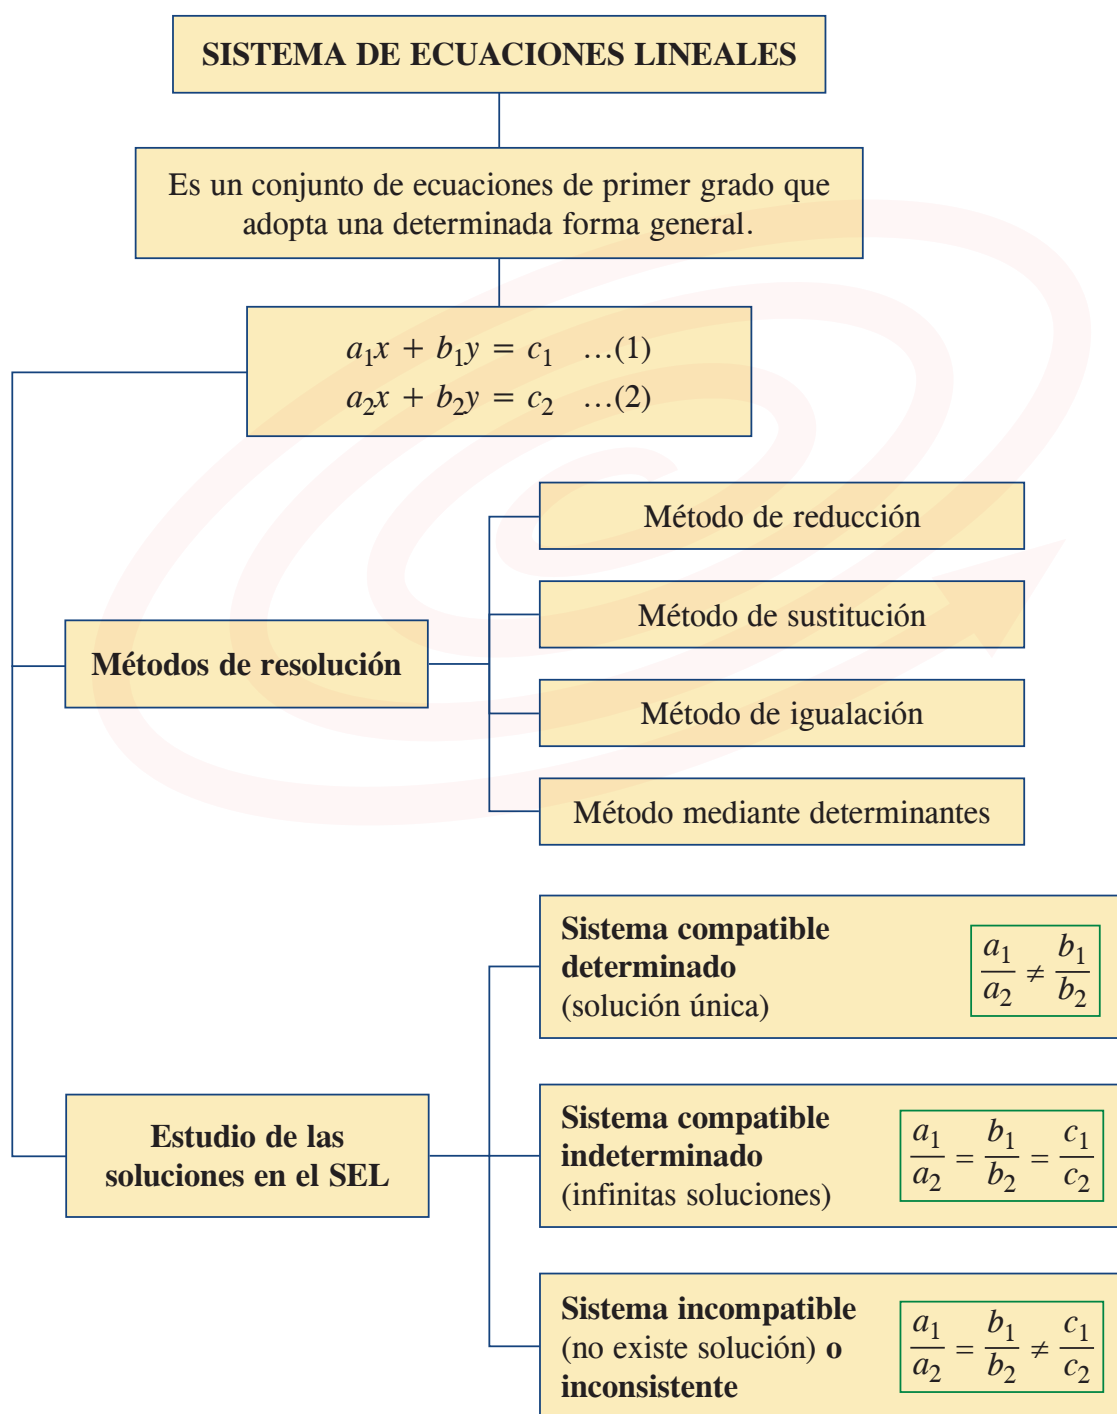 SISTEMA DE ECUACIONES LINEALES
Es un conjunto de ecuaciones de primer grado que
adopta una determinada forma general.
a₁x + b₁y = c₁ ...(1)
a₂x + b₂y = c₂ ...(2)
Métodos de resolución
Método de reducción
Método de sustitución
Método de igualación
Método mediante determinantes
Estudio de las
soluciones en el SEL
Sistema compatible
determinado
(solución única)
a₁/a₂ ≠ b₁/b₂
Sistema compatible
indeterminado
(infinitas soluciones)
a₁/a₂ = b₁/b₂ = c₁/c₂
Sistema incompatible
(no existe solución) o
inconsistente
a₁/a₂ = b₁/b₂ ≠ c₁/c₂